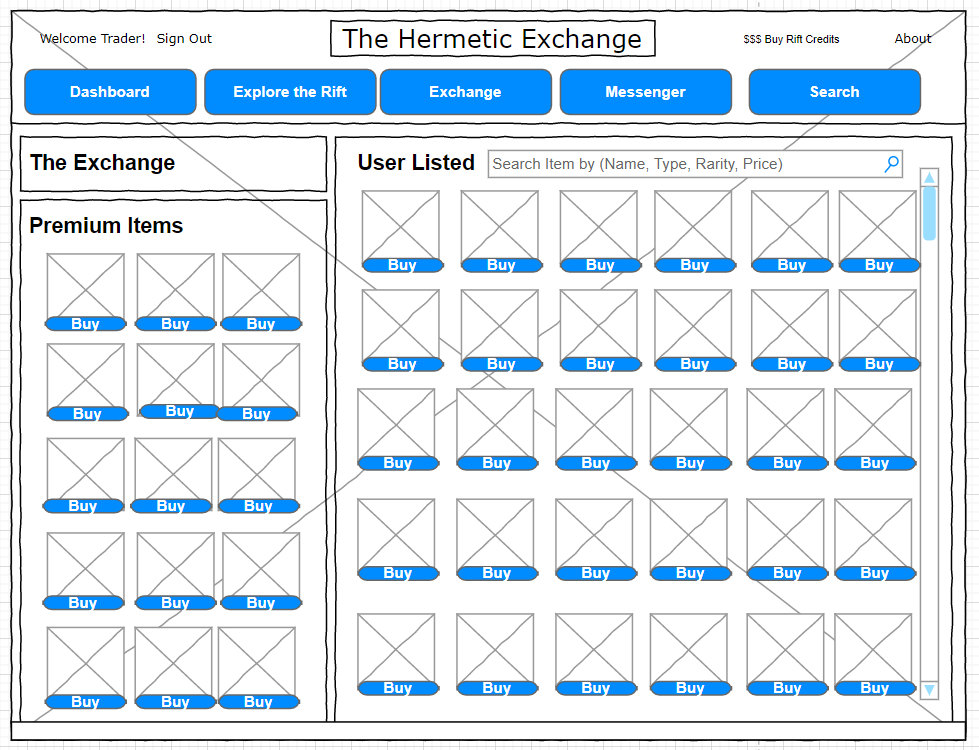 Welcome Trader! Sign Out
The Hermetic Exchange
$$$ Buy Rift Credits
About
Dashboard
Explore the Rift
Exchange
Messenger
Search
The Exchange
Premium Items
Buy Buy Buy
Buy Buy Buy
Buy Buy Buy
Buy Buy Buy
Buy Buy Buy
User Listed
Search Item by (Name, Type, Rarity, Price)
Buy Buy Buy Buy Buy Buy
Buy Buy Buy Buy Buy Buy
Buy Buy Buy Buy Buy Buy
Buy Buy Buy Buy Buy Buy
Buy Buy Buy Buy Buy Buy